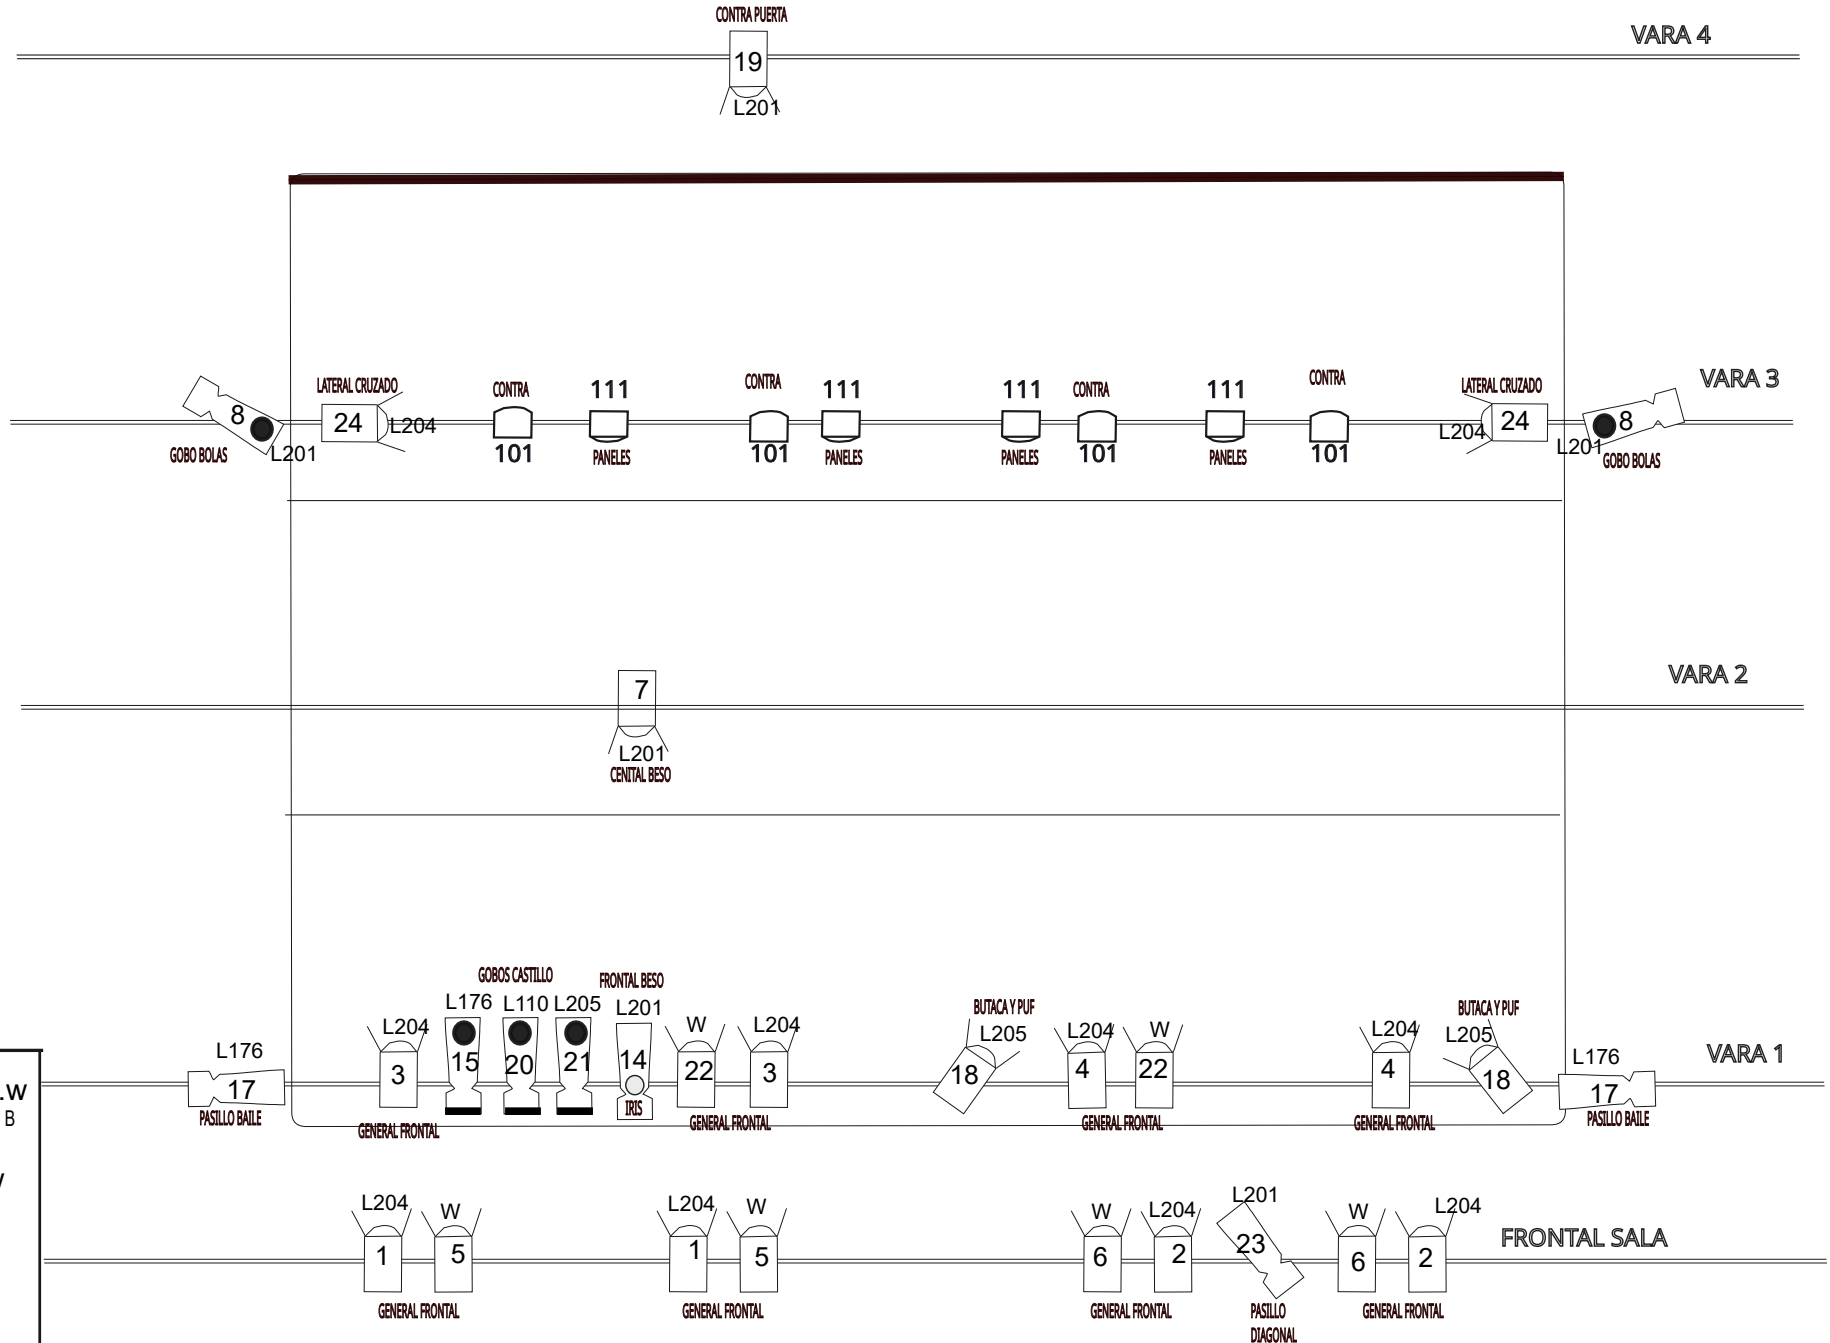 CONTRA PUERTA
VARA 4
19
L201
VARA 3
LATERAL CRUZADO
CONTRA
111
CONTRA
111
111
CONTRA
111
CONTRA
LATERAL CRUZADO
8
24
L204
L204
24
8
GOBO BOLAS
L201
101
PANELES
101
PANELES
PANELES
101
PANELES
101
L201
GOBO BOLAS
VARA 2
7
L201
CENITAL BESO
GOBOS CASTILLO
FRONTAL BESO
BUTACA Y PUF
BUTACA Y PUF
L176
L110
L205
L201
L204
W
L204
L205
L204
W
L204
L205
VARA 1
L176
L176
17
3
15
20
21
14
22
3
18
4
22
4
18
17
.W
B
PASILLO BAILE
IRIS
GENERAL FRONTAL
GENERAL FRONTAL
GENERAL FRONTAL
GENERAL FRONTAL
PASILLO BAILE
L204
W
L204
W
W
L204
L201
W
L204
FRONTAL SALA
1
5
1
5
6
2
23
6
2
GENERAL FRONTAL
GENERAL FRONTAL
GENERAL FRONTAL
PASILLO
DIAGONAL
GENERAL FRONTAL